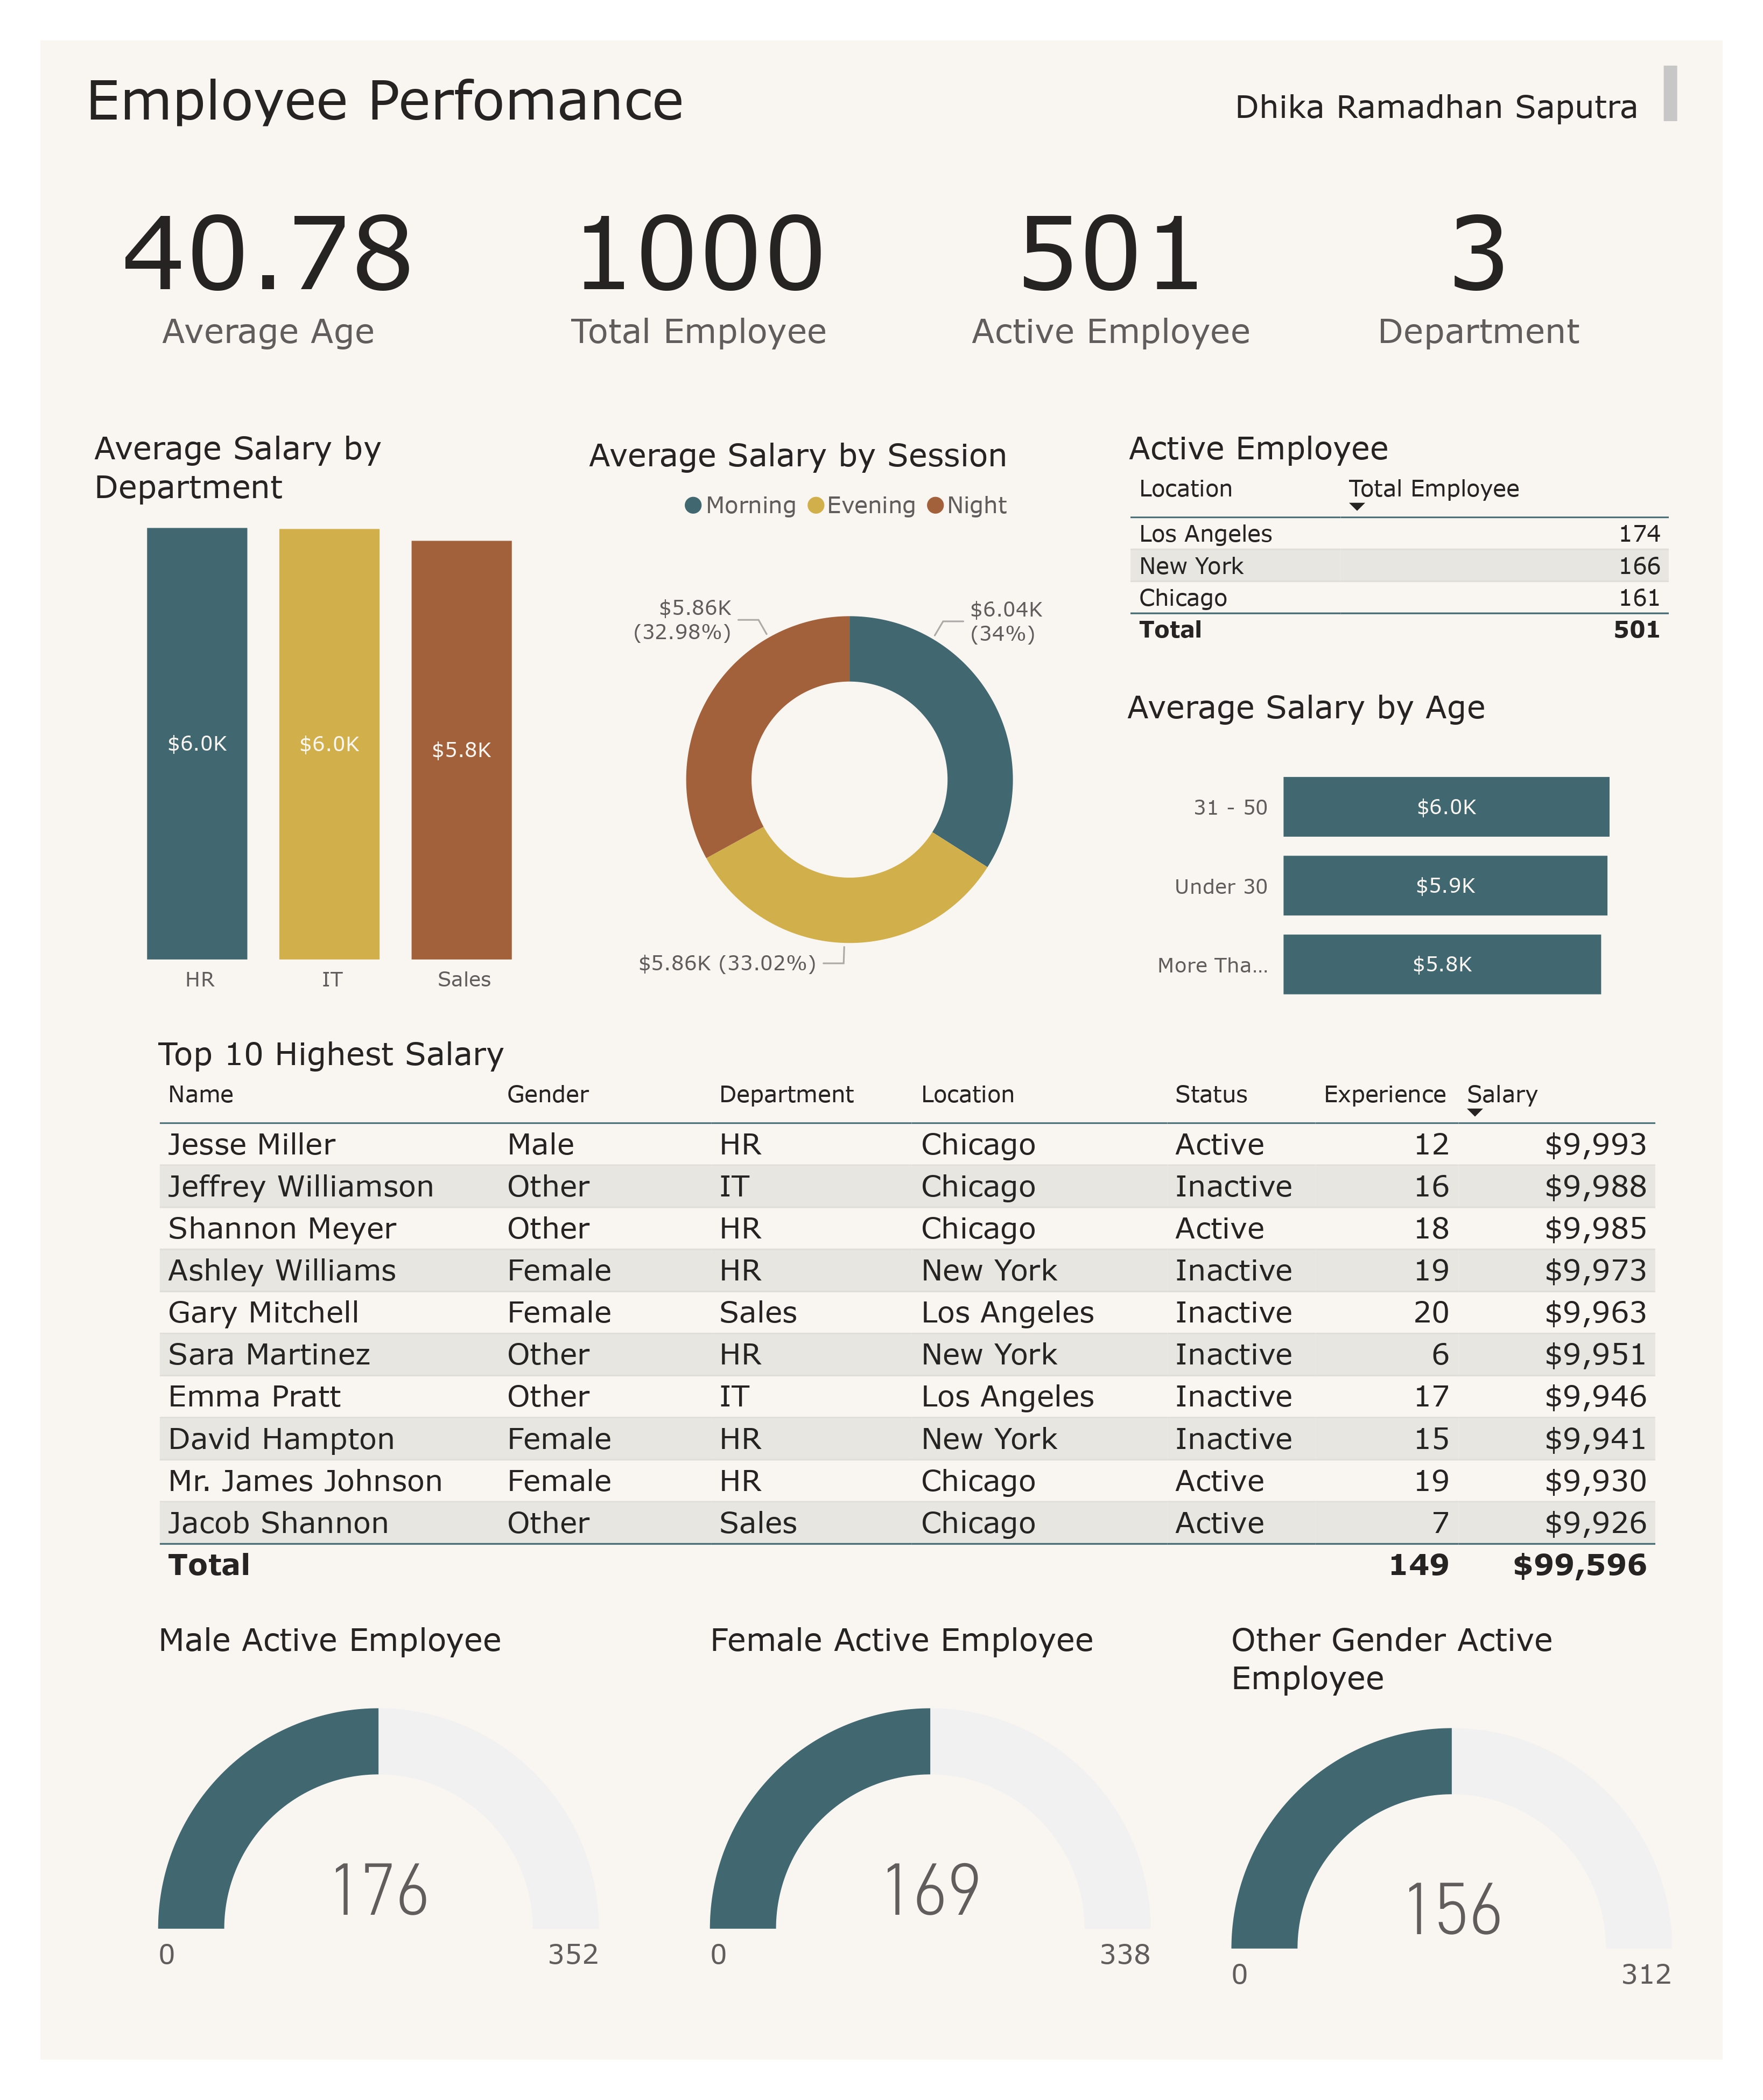 Employee Perfomance
Dhika Ramadhan Saputra
40.78
Average Age
1000
Total Employee
501
Active Employee
3
Department
Average Salary by
Department
$6.0K
$6.0K
$5.8K
HR IT Sales
Average Salary by Session
Morning Evening Night
$5.86K
(32.98%)
$6.04K
(34%)
$5.86K (33.02%)
Active Employee
Location Total Employee
Los Angeles 174
New York 166
Chicago 161
Total 501
Average Salary by Age
31 - 50 $6.0K
Under 30 $5.9K
More Tha... $5.8K
Top 10 Highest Salary
Name Gender Department Location Status Experience Salary
Jesse Miller Male HR Chicago Active 12 $9,993
Jeffrey Williamson Other IT Chicago Inactive 16 $9,988
Shannon Meyer Other HR Chicago Active 18 $9,985
Ashley Williams Female HR New York Inactive 19 $9,973
Gary Mitchell Female Sales Los Angeles Inactive 20 $9,963
Sara Martinez Other HR New York Inactive 6 $9,951
Emma Pratt Other IT Los Angeles Inactive 17 $9,946
David Hampton Female HR New York Inactive 15 $9,941
Mr. James Johnson Female HR Chicago Active 19 $9,930
Jacob Shannon Other Sales Chicago Active 7 $9,926
Total 149 $99,596
Male Active Employee
176
0 352
Female Active Employee
169
0 338
Other Gender Active
Employee
156
0 312